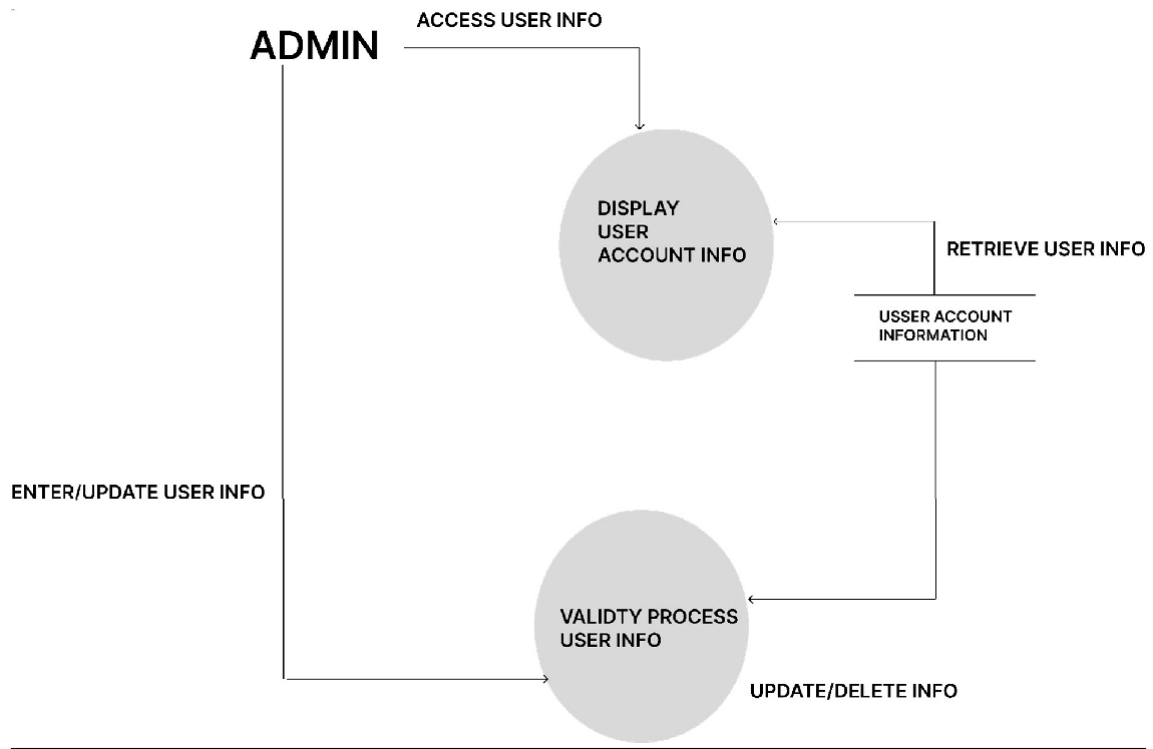 ACCESS USER INFO
ADMIN
DISPLAY
USER
ACCOUNT INFO
RETRIEVE USER INFO
USSER ACCOUNT
INFORMATION
ENTER/UPDATE USER INFO
VALIDTY PROCESS
USER INFO
UPDATE/DELETE INFO